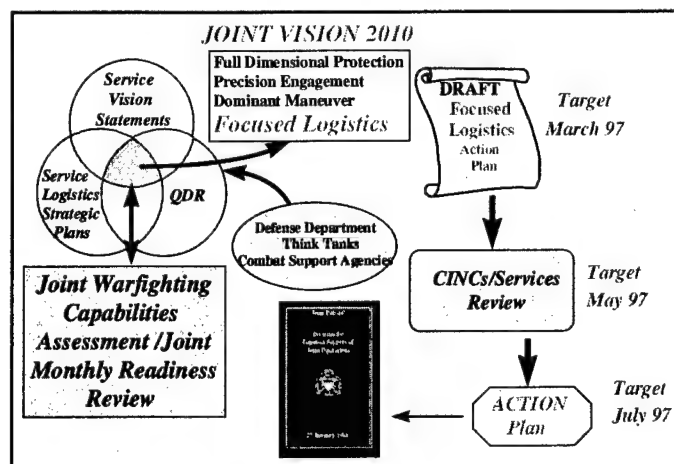 JOINT VISION 2010
Full Dimensional Protection
Precision Engagement
Dominant Maneuver
Focused Logistics
Service
Vision
Statements
Service
Logistics
Strategic
Plans
QDR
Defense Department
Think Tanks
Combat Support Agencies
Joint Warfighting
Capabilities
Assessment /Joint
Monthly Readiness
Review
DRAFT
Focused
Logistics
Action
Plan
Target
March 97
CINCs/Services
Review
Target
May 97
ACTION
Plan
Target
July 97